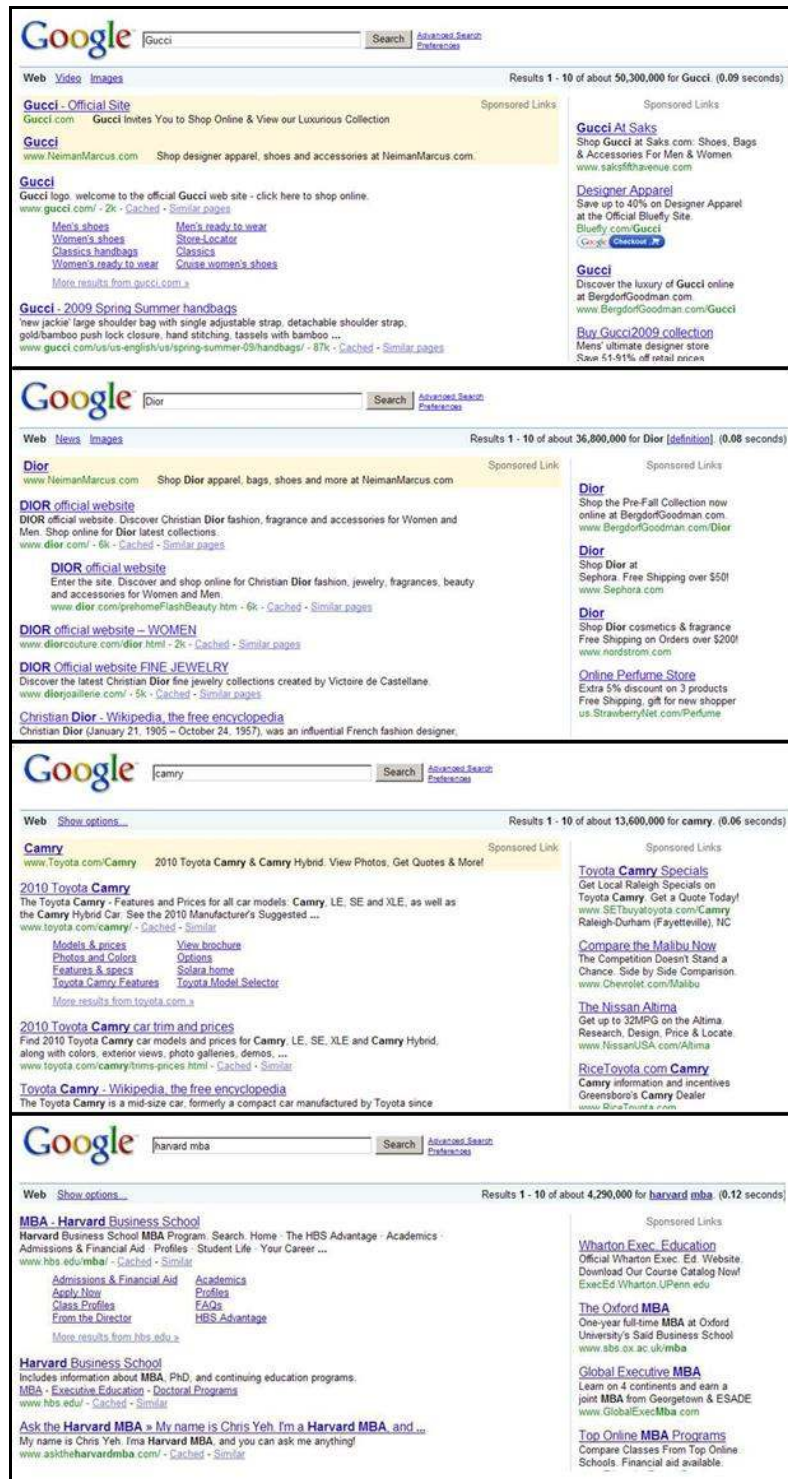 Google Gucci Search Advanced Search
Preferences
Web Video Images Results 1 - 10 of about 50,300,000 for Gucci. (0.09 seconds)
Gucci - Official Site Sponsored Links
Gucci.com Gucci Invites You to Shop Online & View our Luxurious Collection
Gucci
www.NeimanMarcus.com Shop designer apparel, shoes and accessories at NeimanMarcus.com.
Gucci
Gucci logo. welcome to the official Gucci web site - click here to shop online.
www.gucci.com/ - 2k - Cached - Similar pages
Men's shoes Men's ready to wear
Women's shoes Store-Locator
Classics handbags Classics
Women's ready to wear Cruise women's shoes
More results from gucci.com »
Gucci - 2009 Spring Summer handbags
'new jackie' large shoulder bag with single adjustable strap, detachable shoulder strap,
gold/bamboo push lock closure, hand stitching, tassels with bamboo ...
www.gucci.com/us/us-english/us/spring-summer-09/handbags/ - 87k - Cached - Similar pages
Sponsored Links
Gucci At Saks
Shop Gucci at Saks.com: Shoes, Bags
& Accessories For Men & Women
www.saksfifthavenue.com
Designer Apparel
Save up to 40% on Designer Apparel
at the Official Bluefly Site.
Bluefly.com/Gucci
Google Checkout
Gucci
Discover the luxury of Gucci online
at BergdorfGoodman.com.
www.BergdorfGoodman.com/Gucci
Buy Gucci2009 collection
Mens' ultimate designer store
Save 51-91% off retail prices
Google Dior Search Advanced Search
Preferences
Web News Images Results 1 - 10 of about 36,800,000 for Dior [definition]. (0.08 seconds)
Dior Sponsored Link
www.NeimanMarcus.com Shop Dior apparel, bags, shoes and more at NeimanMarcus.com
DIOR official website
DIOR official website. Discover Christian Dior fashion, fragrance and accessories for Women and
Men. Shop online for Dior latest collections.
www.dior.com/ - 6k - Cached - Similar pages
DIOR official website
Enter the site. Discover and shop online for Christian Dior fashion, jewelry, fragrances, beauty
and accessories for Women and Men.
www.dior.com/prehomeFlashBeauty.htm - 6k - Cached - Similar pages
DIOR official website – WOMEN
www.diorcouture.com/dior.html - 2k - Cached - Similar pages
DIOR Official website FINE JEWELRY
Discover the latest Christian Dior fine jewelry collections created by Victoire de Castellane.
www.diorjoaillerie.com/ - 5k - Cached - Similar pages
Christian Dior - Wikipedia, the free encyclopedia
Christian Dior (January 21, 1905 – October 24, 1957), was an influential French fashion designer,
Sponsored Links
Dior
Shop the Pre-Fall Collection now
online at BergdorfGoodman.com.
www.BergdorfGoodman.com/Dior
Dior
Shop Dior at
Sephora. Free Shipping over $50!
www.Sephora.com
Dior
Shop Dior cosmetics & fragrance
Free Shipping on Orders over $200!
www.nordstrom.com
Online Perfume Store
Extra 5% discount on 3 products
Free Shipping, gift for new shopper
us.StrawberryNet.com/Perfume
Google camry Search Advanced Search
Preferences
Web Show options... Results 1 - 10 of about 13,600,000 for camry. (0.06 seconds)
Camry Sponsored Link
www.Toyota.com/Camry 2010 Toyota Camry & Camry Hybrid. View Photos, Get Quotes & More!
2010 Toyota Camry
The Toyota Camry - Features and Prices for all car models: Camry, LE, SE and XLE, as well as
the Camry Hybrid Car. See the 2010 Manufacturer's Suggested ...
www.toyota.com/camry/ - Cached - Similar
Models & prices View brochure
Photos and Colors Options
Features & specs Solara home
Toyota Camry Features Toyota Model Selector
More results from toyota.com »
2010 Toyota Camry car trim and prices
Find 2010 Toyota Camry car models and prices for Camry, LE, SE, XLE and Camry Hybrid,
along with colors, exterior views, photo galleries, demos, ...
www.toyota.com/camry/trims-prices.html - Cached - Similar
Toyota Camry - Wikipedia, the free encyclopedia
The Toyota Camry is a mid-size car, formerly a compact car manufactured by Toyota since
Sponsored Links
Toyota Camry Specials
Get Local Raleigh Specials on
Toyota Camry. Get a Quote Today!
www.SETbuyatoyota.com/Camry
Raleigh-Durham (Fayetteville), NC
Compare the Malibu Now
The Competition Doesn't Stand a
Chance. Side by Side Comparison.
www.Chevrolet.com/Malibu
The Nissan Altima
Get up to 32MPG on the Altima.
Research, Design, Price & Locate.
www.NissanUSA.com/Altima
RiceToyota.com Camry
Camry information and incentives
Greensboro's Camry Dealer
www.RiceToyota.com
Google harvard mba Search Advanced Search
Preferences
Web Show options... Results 1 - 10 of about 4,290,000 for harvard mba. (0.12 seconds)
MBA - Harvard Business School
Harvard Business School MBA Program. Search. Home · The HBS Advantage · Academics ·
Admissions & Financial Aid · Profiles · Student Life · Your Career ...
www.hbs.edu/mba/ - Cached - Similar
Admissions & Financial Aid Academics
Apply Now Profiles
Class Profiles FAQs
From the Director HBS Advantage
More results from hbs.edu »
Harvard Business School
Includes information about MBA, PhD, and continuing education programs.
MBA - Executive Education - Doctoral Programs
www.hbs.edu/ - Cached - Similar
Ask the Harvard MBA » My name is Chris Yeh. I'm a Harvard MBA, and ...
My name is Chris Yeh. I'ma Harvard MBA, and you can ask me anything!
www.asktheharvardmba.com/ - Cached - Similar
Sponsored Links
Wharton Exec. Education
Official Wharton Exec. Ed. Website.
Download Our Course Catalog Now!
ExecEd.Wharton.UPenn.edu
The Oxford MBA
One-year full-time MBA at Oxford
University's Saïd Business School
www.sbs.ox.ac.uk/mba
Global Executive MBA
Learn on 4 continents and earn a
joint MBA from Georgetown & ESADE
www.GlobalExecMba.com
Top Online MBA Programs
Compare Classes From Top Online
Schools. Financial aid available.